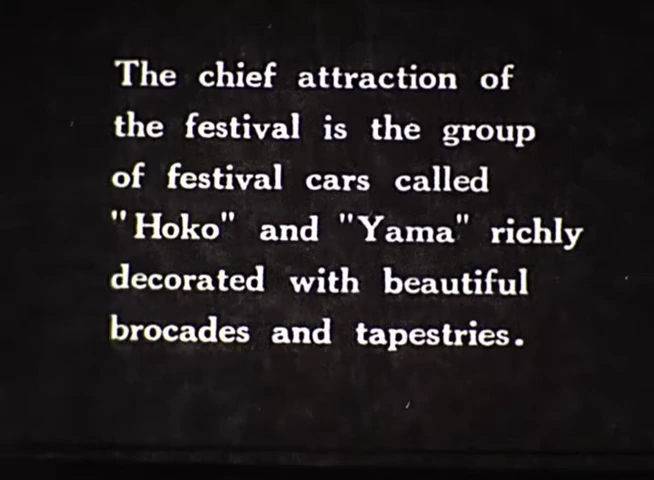 The chief attraction of
the festival is the group
of festival cars called
"Hoko" and "Yama" richly
decorated with beautiful
brocades and tapestries.